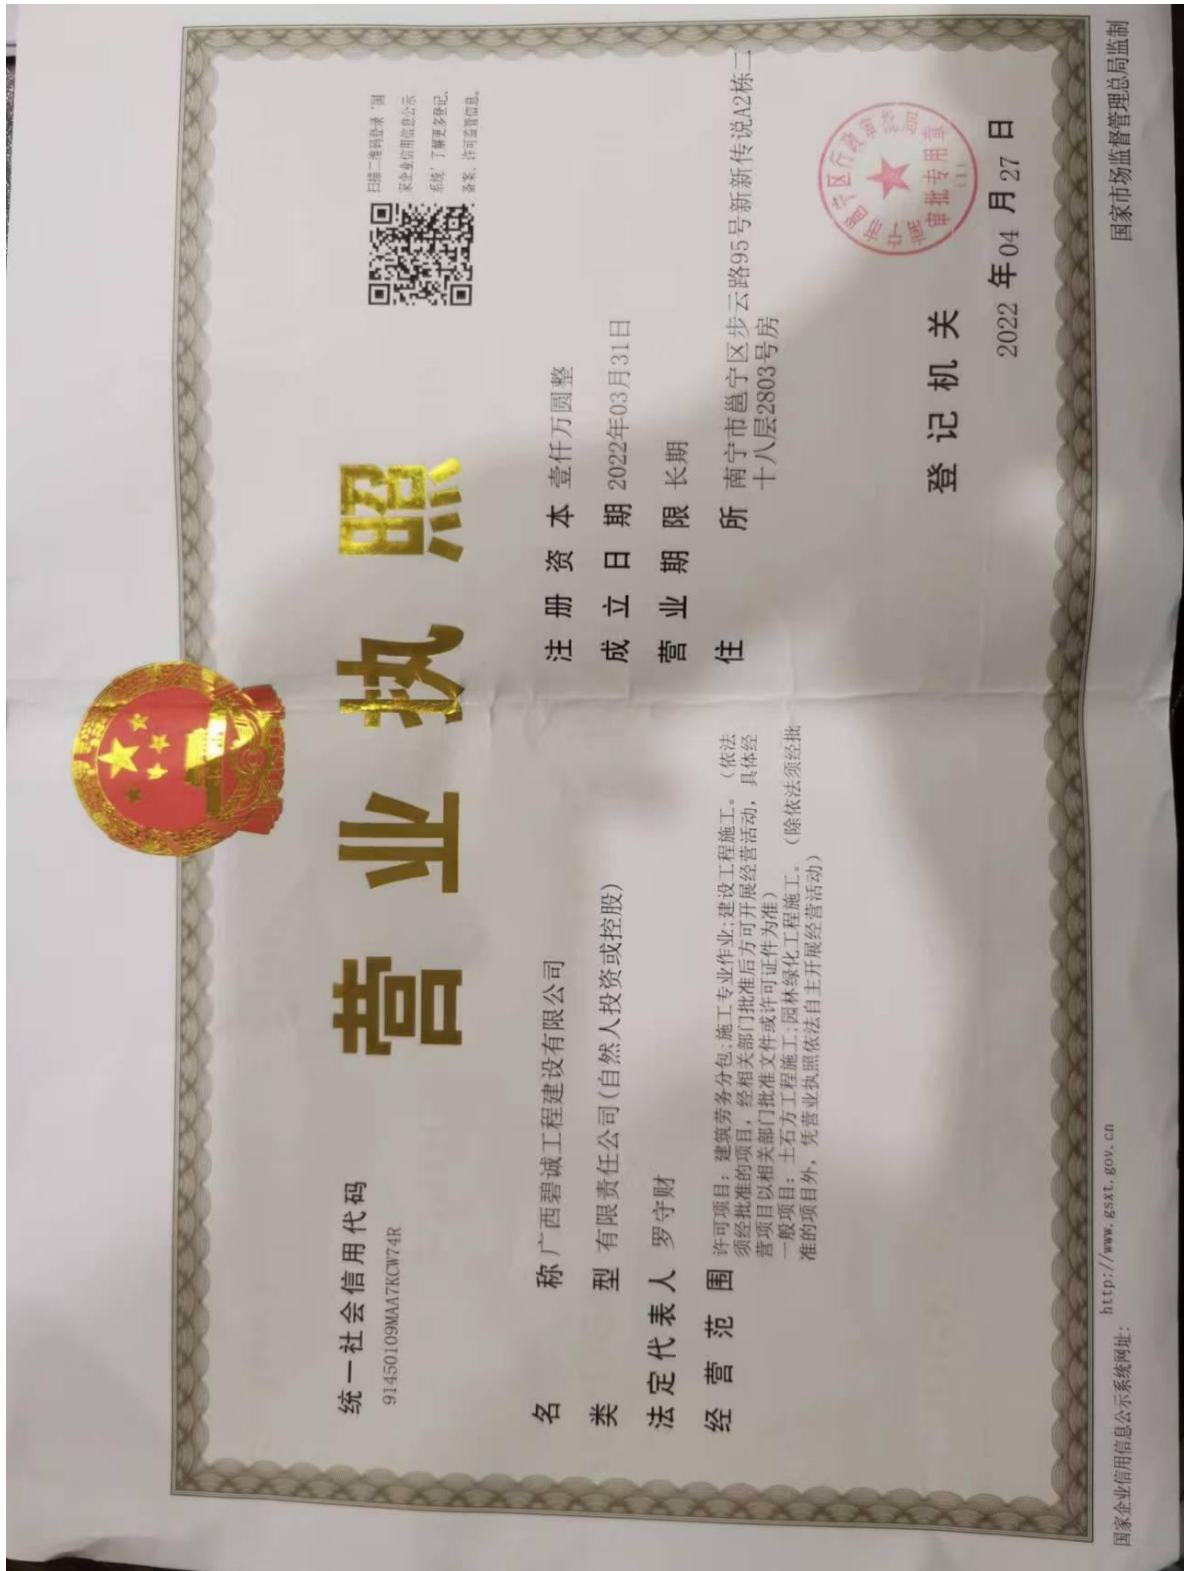 营业执照
统一社会信用代码
91450109MAA7KCW74R
扫描二维码登录‘国
家企业信用信息公示
系统’了解更多登记、
备案、许可监管信息。
名称 广西碧诚工程建设有限公司
类型 有限责任公司(自然人投资或控股)
法定代表人 罗守财
经营范围 许可项目：建筑劳务分包;施工专业作业;建设工程施工。（依法
须经批准的项目，经相关部门批准后方可开展经营活动，具体经
营项目以相关部门批准文件或许可证件为准）
一般项目：土石方工程施工;园林绿化工程施工。（除依法须经批
准的项目外，凭营业执照依法自主开展经营活动）
注册资本 壹仟万圆整
成立日期 2022年03月31日
营业期限 长期
住所 南宁市邕宁区步云路95号新新传说A2栋二
十八层2803号房
登记机关
南宁市邕宁区行政审批局
审批专用章
2022 年 04 月 27 日
国家企业信用信息公示系统网址： http://www.gsxt.gov.cn
国家市场监督管理总局监制